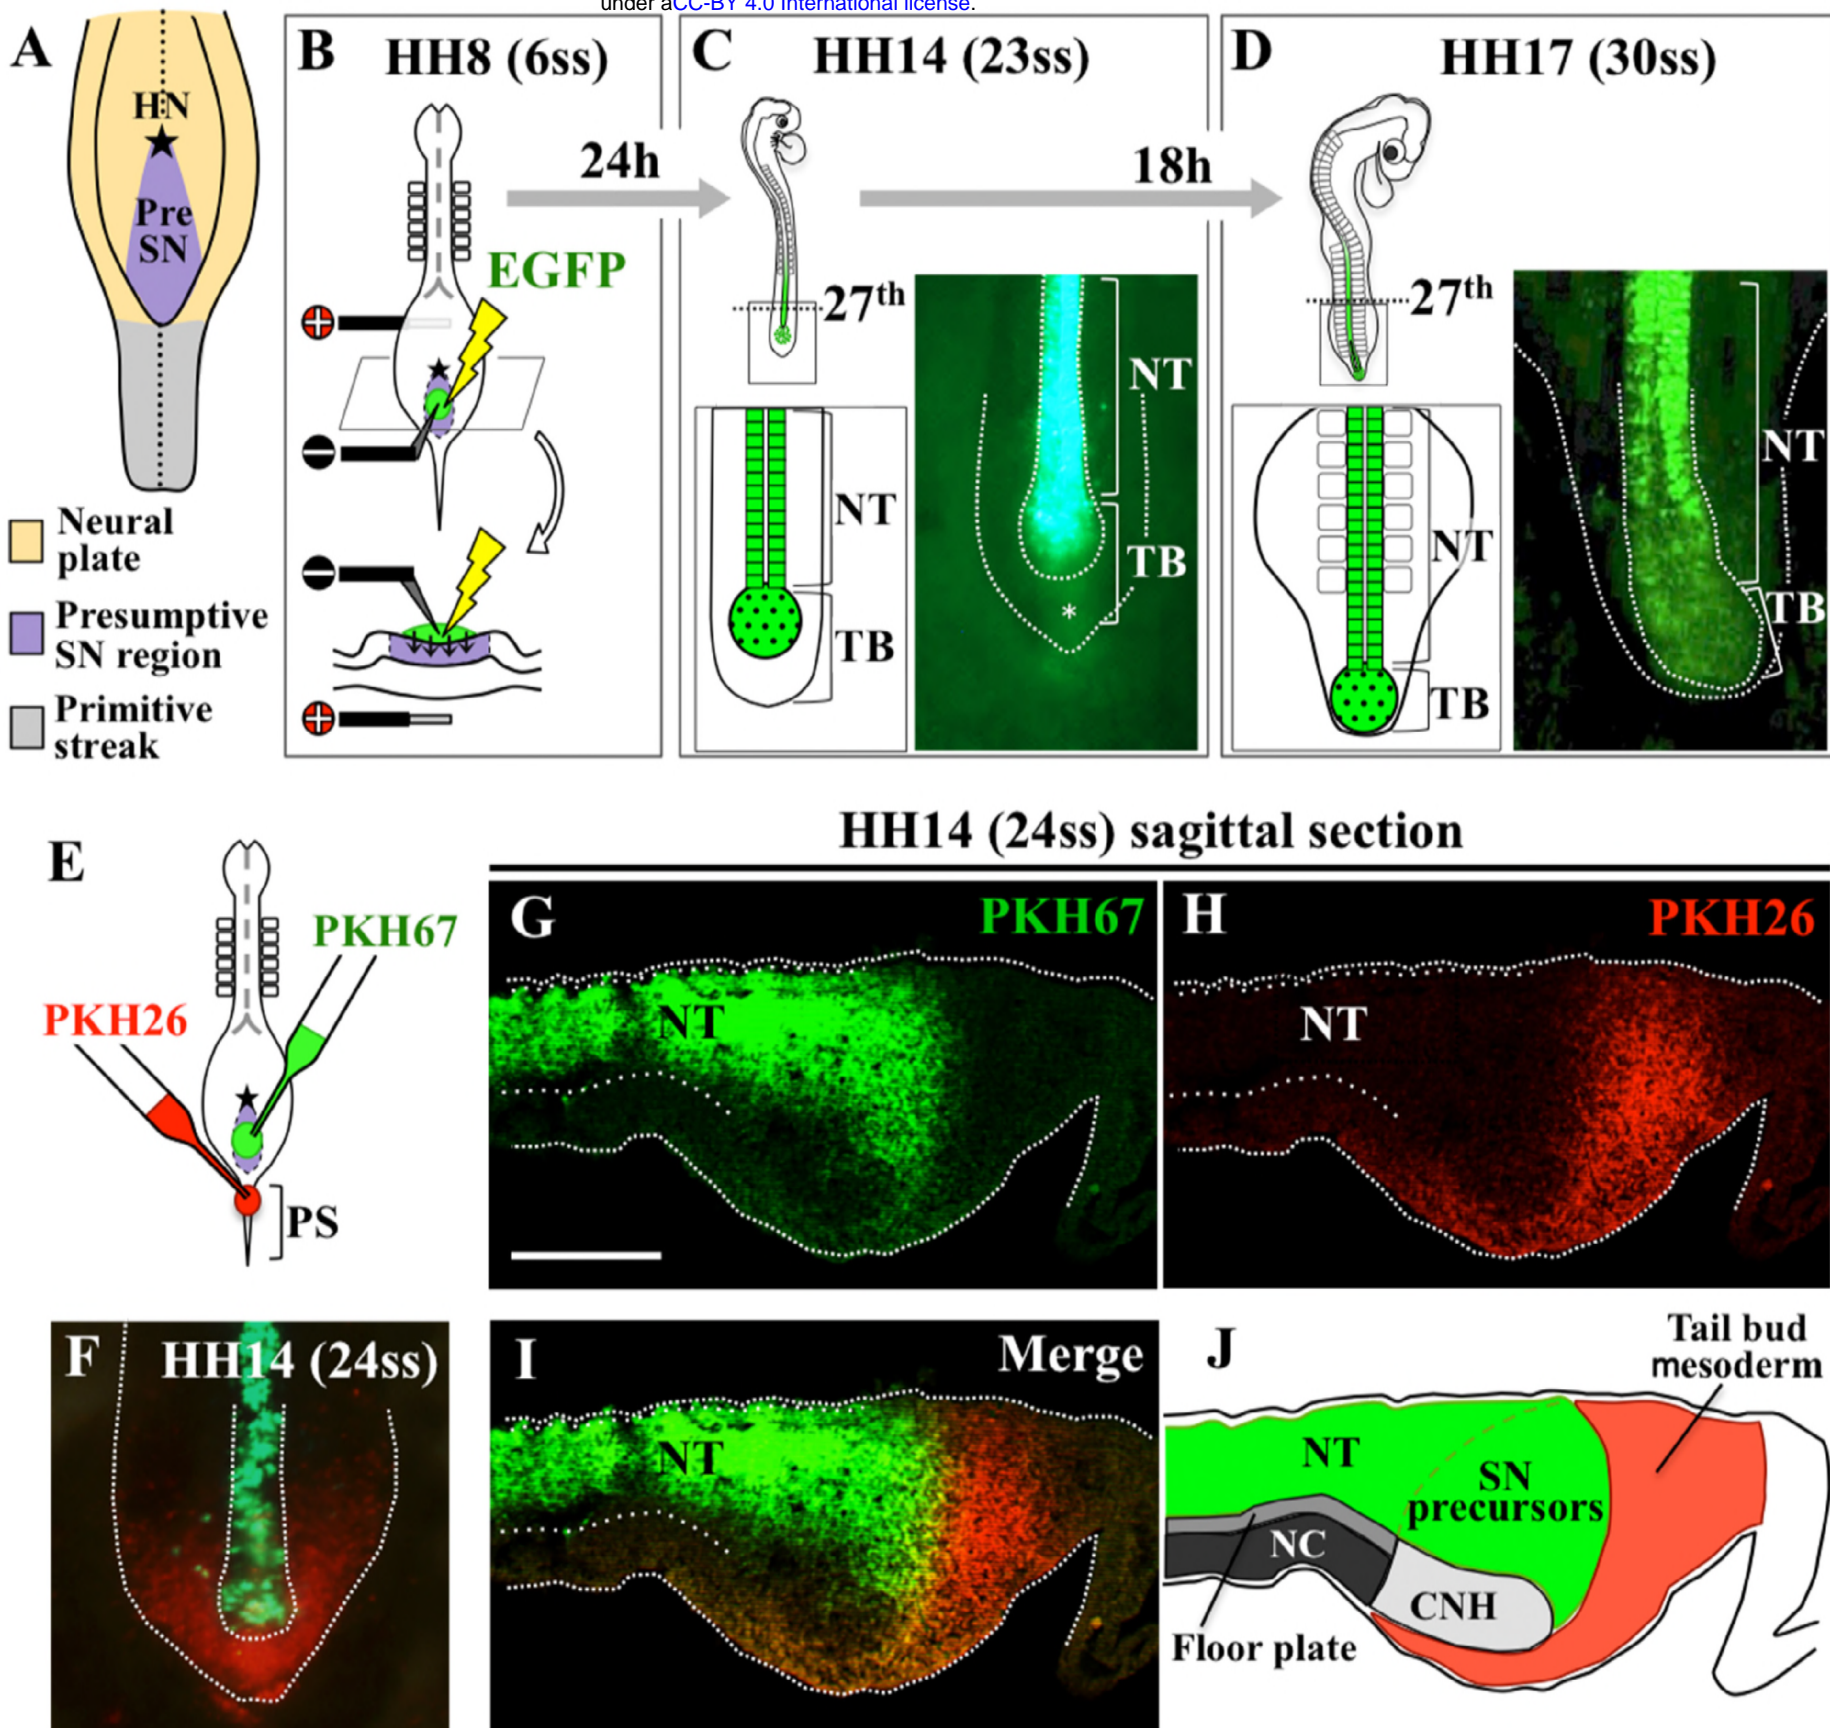 under aCC-BY 4.0 International license.
A
HN
Pre
SN
Neural
plate
Presumptive
SN region
Primitive
streak
B
HH8 (6ss)
24h
EGFP
C
HH14 (23ss)
18h
27th
NT
TB
NT
TB
*
D
HH17 (30ss)
27th
NT
TB
NT
TB
E
PKH67
PKH26
PS
HH14 (24ss) sagittal section
G
PKH67
NT
H
PKH26
NT
F
HH14 (24ss)
I
Merge
NT
J
Tail bud
mesoderm
NT
SN
precursors
NC
CNH
Floor plate